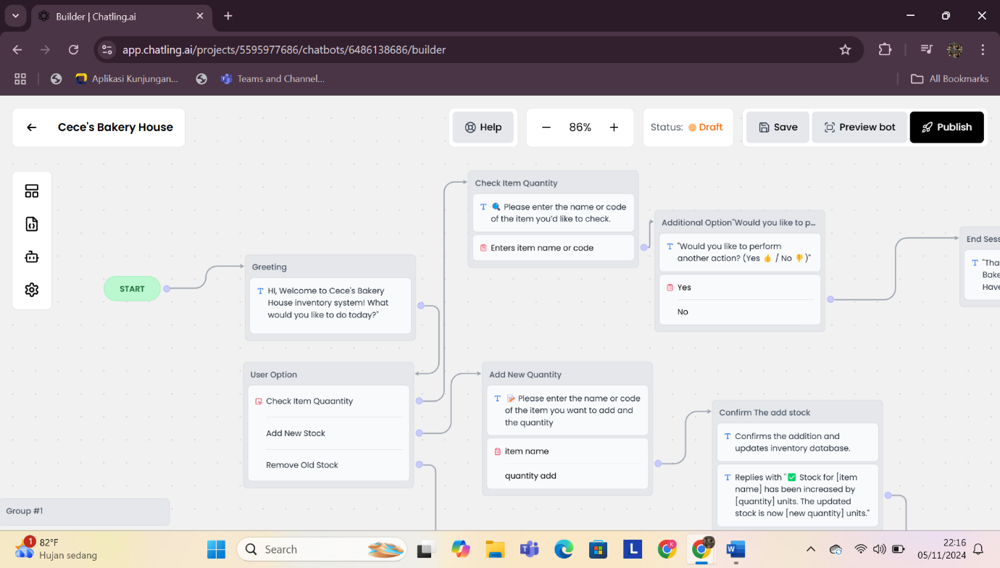 Builder | Chatling.ai
app.chatling.ai/projects/5595977686/chatbots/6486138686/builder
Aplikasi Kunjungan...
Teams and Channel...
All Bookmarks
Cece's Bakery House
Help
86%
Status:
Draft
Save
Preview bot
Publish
START
Greeting
T HI, Welcome to Cece's Bakery
House inventory system! What
would you like to do today?"
User Option
Check Item Quaantity
Add New Stock
Remove Old Stock
Check Item Quantity
T 🔍 Please enter the name or code
of the item you'd like to check.
Enters item name or code
Additional Option"Would you like to p...
T "Would you like to perform
another action? (Yes 👍 / No 👎)"
Yes
No
End Sess
T "Tha
Bake
Have
Add New Quantity
T 📝 Please enter the name or code
of the item you want to add and
the quantity
item name
quantity add
Confirm The add stock
T Confirms the addition and
updates inventory database.
T Replies with "✅ Stock for [item
name] has been increased by
[quantity] units. The updated
stock is now [new quantity] units."
Group #1
1
82°F
Hujan sedang
Search
L
K
W
22:16
05/11/2024